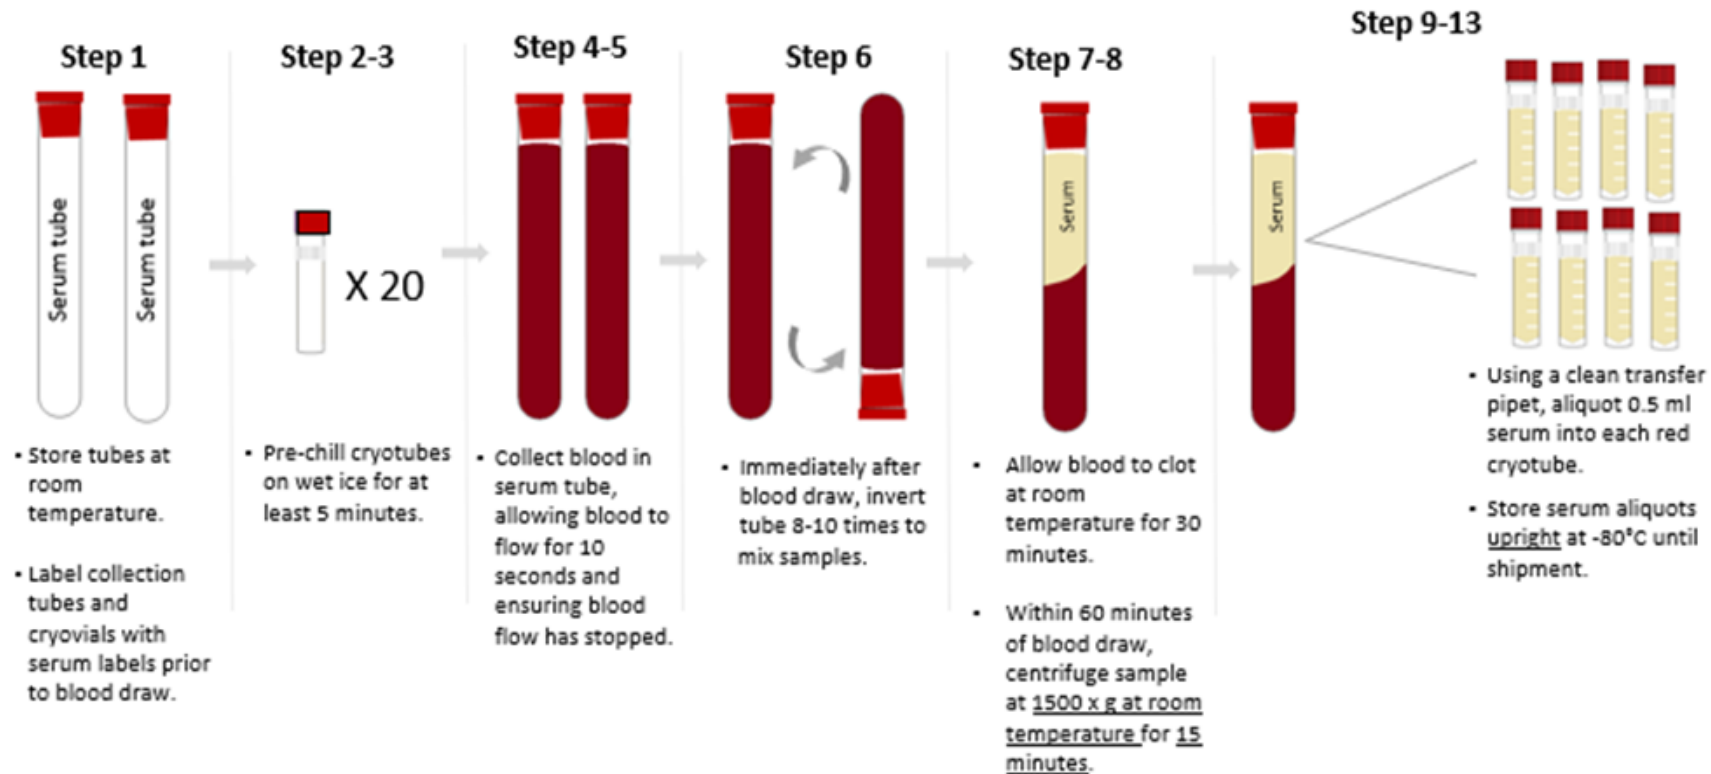 Step 1
Serum tube
Serum tube
▪ Store tubes at
room
temperature.
▪ Label collection
tubes and
cryovials with
serum labels prior
to blood draw.
Step 2-3
X 20
▪ Pre-chill cryotubes
on wet ice for at
least 5 minutes.
Step 4-5
▪ Collect blood in
serum tube,
allowing blood to
flow for 10
seconds and
ensuring blood
flow has stopped.
Step 6
▪ Immediately after
blood draw, invert
tube 8-10 times to
mix samples.
Step 7-8
Serum
▪ Allow blood to clot
at room
temperature for 30
minutes.
▪ Within 60 minutes
of blood draw,
centrifuge sample
at 1500 x g at room
temperature for 15
minutes.
Step 9-13
Serum
▪ Using a clean transfer
pipet, aliquot 0.5 ml
serum into each red
cryotube.
▪ Store serum aliquots
upright at -80°C until
shipment.